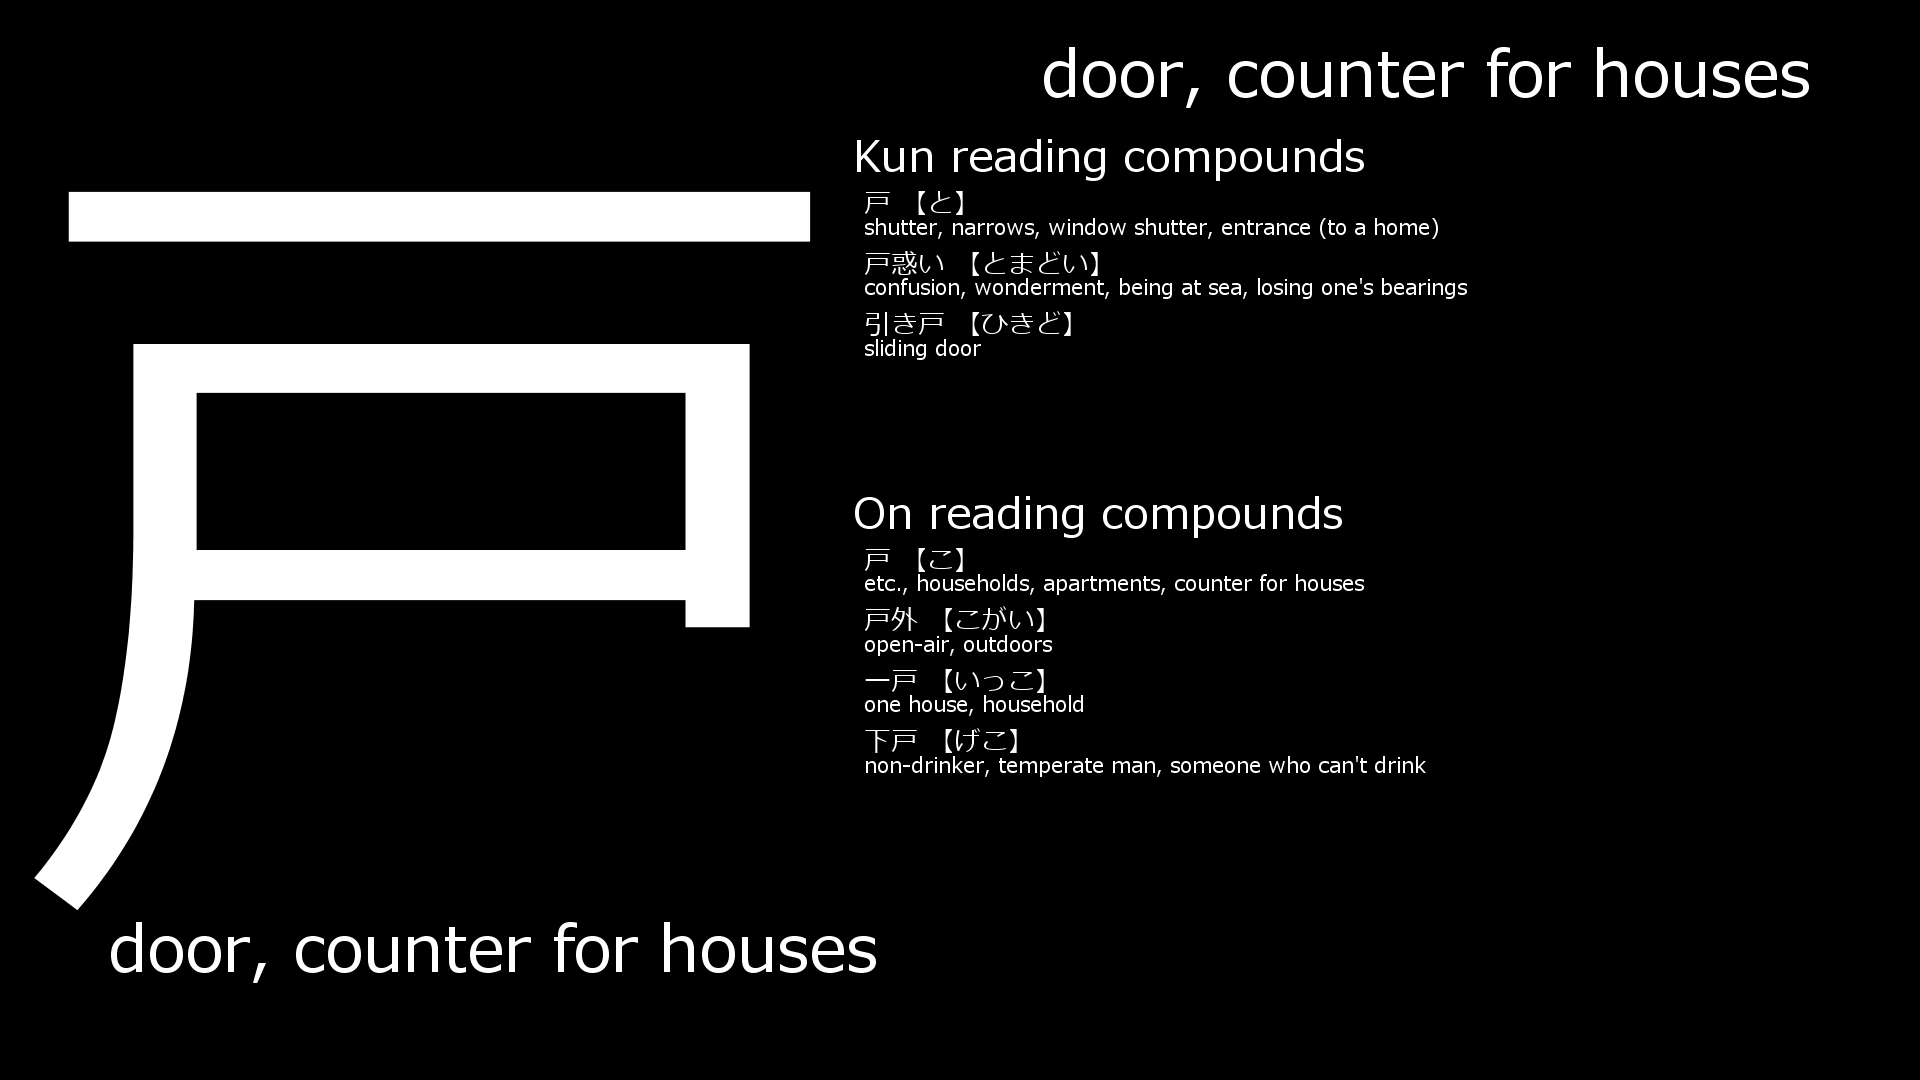 door, counter for houses
戸
Kun reading compounds
戸 【と】
shutter, narrows, window shutter, entrance (to a home)
戸惑い 【とまどい】
confusion, wonderment, being at sea, losing one's bearings
引き戸 【ひきど】
sliding door
On reading compounds
戸 【こ】
etc., households, apartments, counter for houses
戸外 【こがい】
open-air, outdoors
一戸 【いっこ】
one house, household
下戸 【げこ】
non-drinker, temperate man, someone who can't drink
door, counter for houses